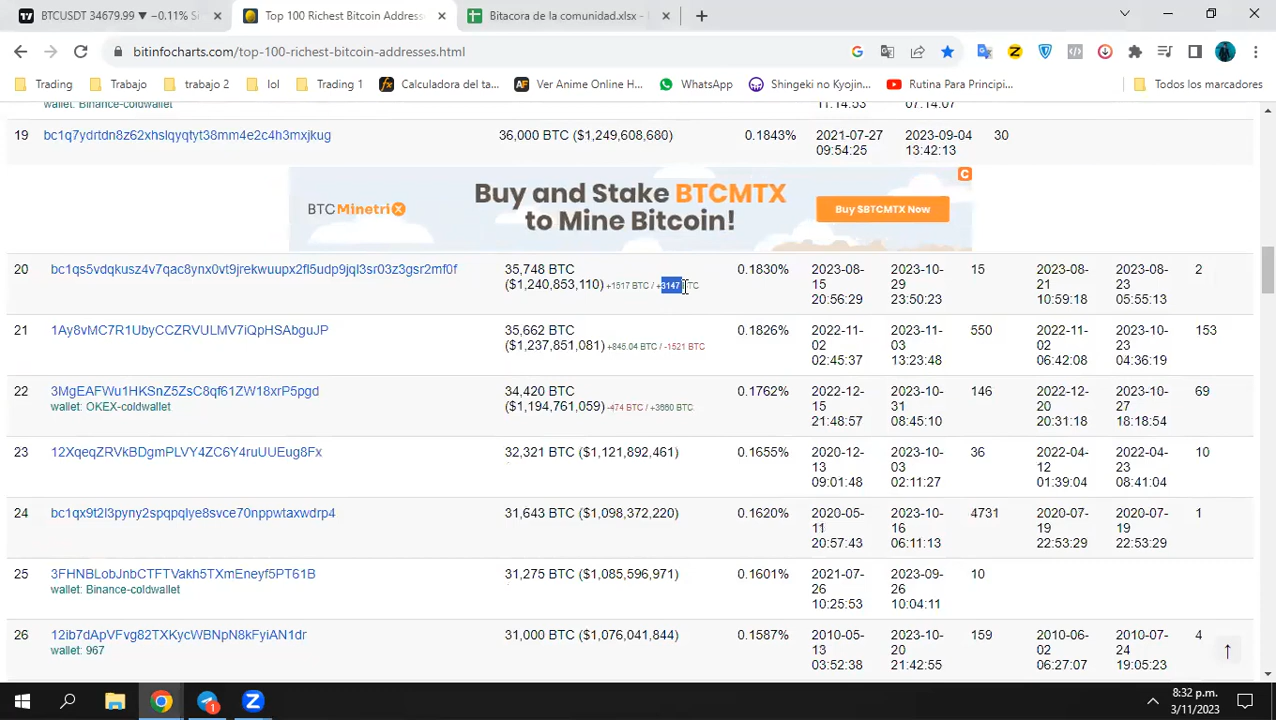 BTCUSDT 34679.99 ▼ −0.11% S
Top 100 Richest Bitcoin Addresse
Bitacora de la comunidad.xlsx -
bitinfocharts.com/top-100-richest-bitcoin-addresses.html
Trading
Trabajo
trabajo 2
lol
Trading 1
Calculadora del ta...
Ver Anime Online H...
WhatsApp
Shingeki no Kyojin...
Rutina Para Principi...
Todos los marcadores
wallet: Binance-coldwallet
11:14:53
07:14:07
19 bc1q7ydrtdn8z62xhslqyqtyt38mm4e2c4h3mxjkug 36,000 BTC ($1,249,608,680) 0.1843% 2021-07-27 2023-09-04 30
09:54:25 13:42:13
Buy and Stake BTCMTX
to Mine Bitcoin!
BTC MinetriX
Buy $BTCMTX Now
20 bc1qs5vdqkusz4v7qac8ynx0vt9jrekwuupx2fl5udp9jql3sr03z3gsr2mf0f 35,748 BTC 0.1830% 2023-08- 2023-10- 15 2023-08- 2023-08- 2
($1,240,853,110) +1517 BTC / +3147 BTC 15 29 21 23
20:56:29 23:50:23 10:59:18 05:55:13
21 1Ay8vMC7R1UbyCCZRVULMV7iQpHSAbguJP 35,662 BTC 0.1826% 2022-11- 2023-11- 550 2022-11- 2023-10- 153
($1,237,851,081) +845.04 BTC / -1521 BTC 02 03 02 23
02:45:37 13:23:48 06:42:08 04:36:19
22 3MgEAFWu1HKSnZ5ZsC8qf61ZW18xrP5pgd 34,420 BTC 0.1762% 2022-12- 2023-10- 146 2022-12- 2023-10- 69
wallet: OKEX-coldwallet ($1,194,761,059) -474 BTC / +3660 BTC 15 31 20 27
21:48:57 08:45:10 20:31:18 18:18:54
23 12XqeqZRVkBDgmPLVY4ZC6Y4ruUUEug8Fx 32,321 BTC ($1,121,892,461) 0.1655% 2020-12- 2023-10- 36 2022-04- 2022-04- 10
13 03 12 23
09:01:48 02:11:27 01:39:04 08:41:04
24 bc1qx9t2l3pyny2spqpqlye8svce70nppwtaxwdrp4 31,643 BTC ($1,098,372,220) 0.1620% 2020-05- 2023-10- 4731 2020-07- 2020-07- 1
11 16 19 19
20:57:43 06:11:13 22:53:29 22:53:29
25 3FHNBLobJnbCTFTVakh5TXmEneyf5PT61B 31,275 BTC ($1,085,596,971) 0.1601% 2021-07- 2023-09- 10
wallet: Binance-coldwallet 26 26
10:25:53 10:04:11
26 12ib7dApVFvg82TXKycWBNpN8kFyiAN1dr 31,000 BTC ($1,076,041,844) 0.1587% 2010-05- 2023-10- 159 2010-06- 2010-07- 4
wallet: 967 13 20 02 24
03:52:38 21:42:55 06:27:07 19:05:23
8:32 p.m.
3/11/2023